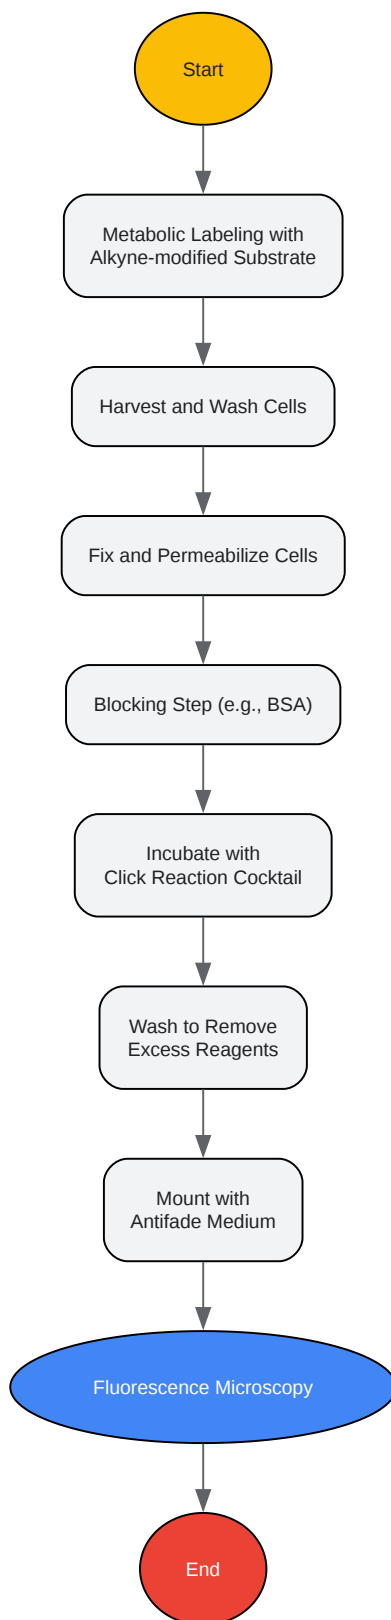 Start
Metabolic Labeling with
Alkyne-modified Substrate
Harvest and Wash Cells
Fix and Permeabilize Cells
Blocking Step (e.g., BSA)
Incubate with
Click Reaction Cocktail
Wash to Remove
Excess Reagents
Mount with
Antifade Medium
Fluorescence Microscopy
End